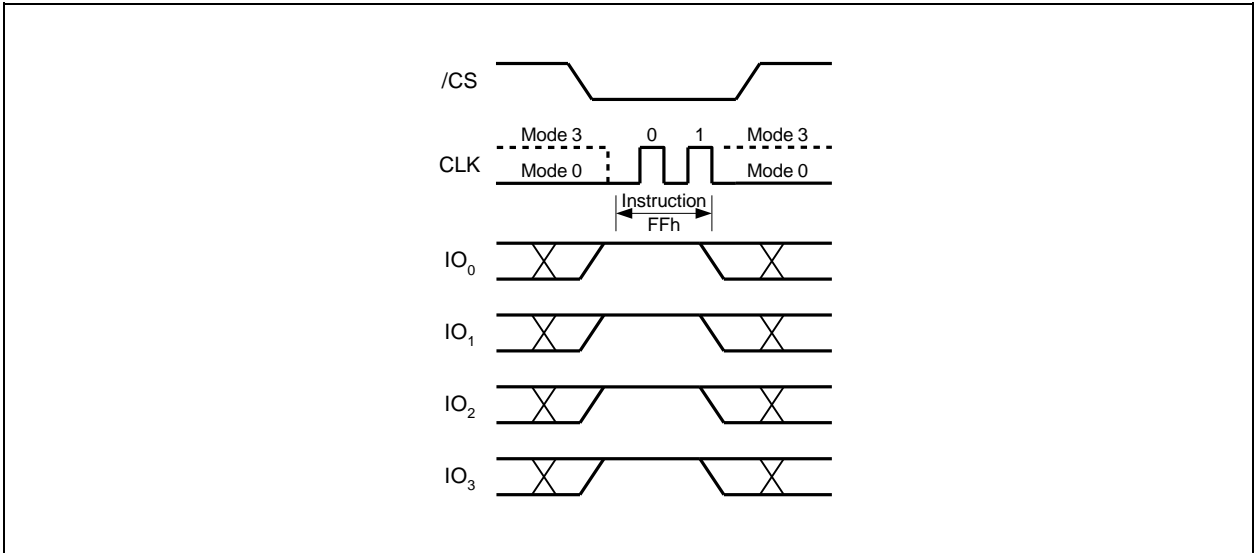 /CS
Mode 3 0 1 Mode 3
CLK
Mode 0 Mode 0
Instruction
FFh
IO0
IO1
IO2
IO3